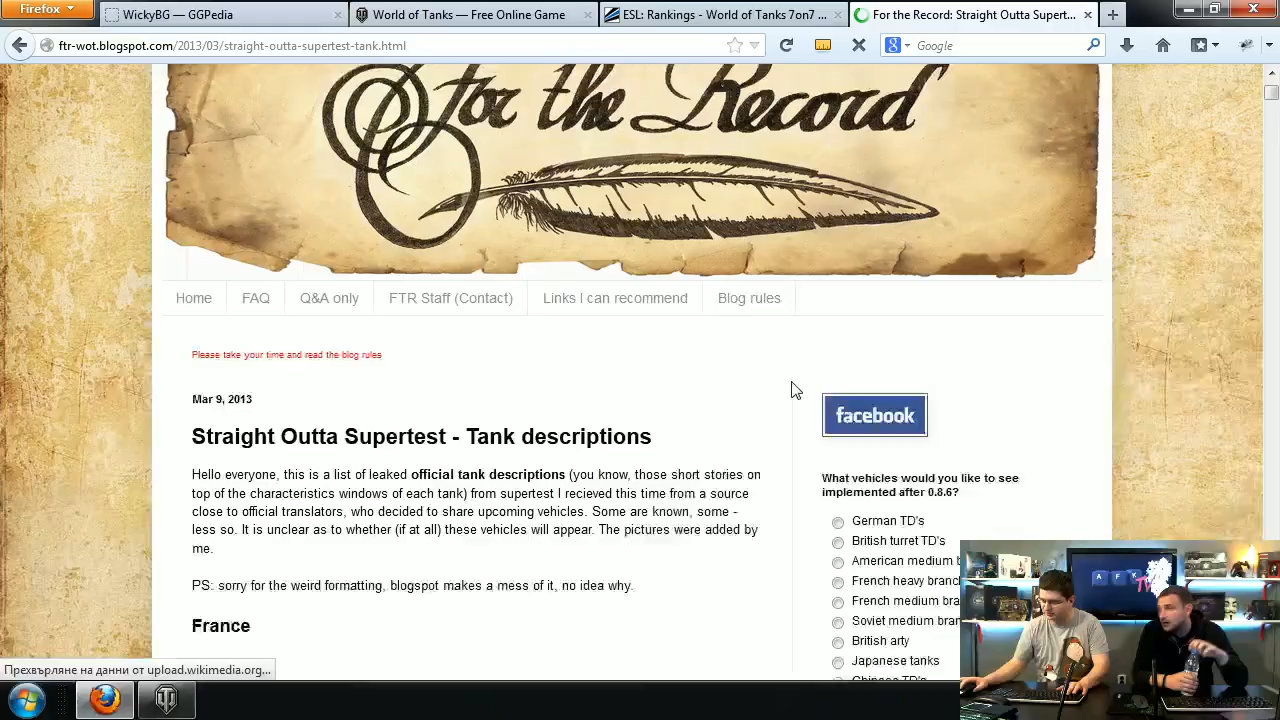 Firefox
WickyBG — GGPedia
World of Tanks — Free Online Game
ESL: Rankings - World of Tanks 7on7 ...
For the Record: Straight Outta Supert...
ftr-wot.blogspot.com/2013/03/straight-outta-supertest-tank.html
Google
for the Record
Home
FAQ
Q&A only
FTR Staff (Contact)
Links I can recommend
Blog rules
Please take your time and read the blog rules
Mar 9, 2013
Straight Outta Supertest - Tank descriptions
Hello everyone, this is a list of leaked official tank descriptions (you know, those short stories on
top of the characteristics windows of each tank) from supertest I recieved this time from a source
close to official translators, who decided to share upcoming vehicles. Some are known, some -
less so. It is unclear as to whether (if at all) these vehicles will appear. The pictures were added by
me.
PS: sorry for the weird formatting, blogspot makes a mess of it, no idea why.
France
facebook
What vehicles would you like to see
implemented after 0.8.6?
German TD's
British turret TD's
American medium b
French heavy branc
French medium bra
Soviet medium bran
British arty
Japanese tanks
Chinese TD's
Прехвърляне на данни от upload.wikimedia.org...
A F K
TV